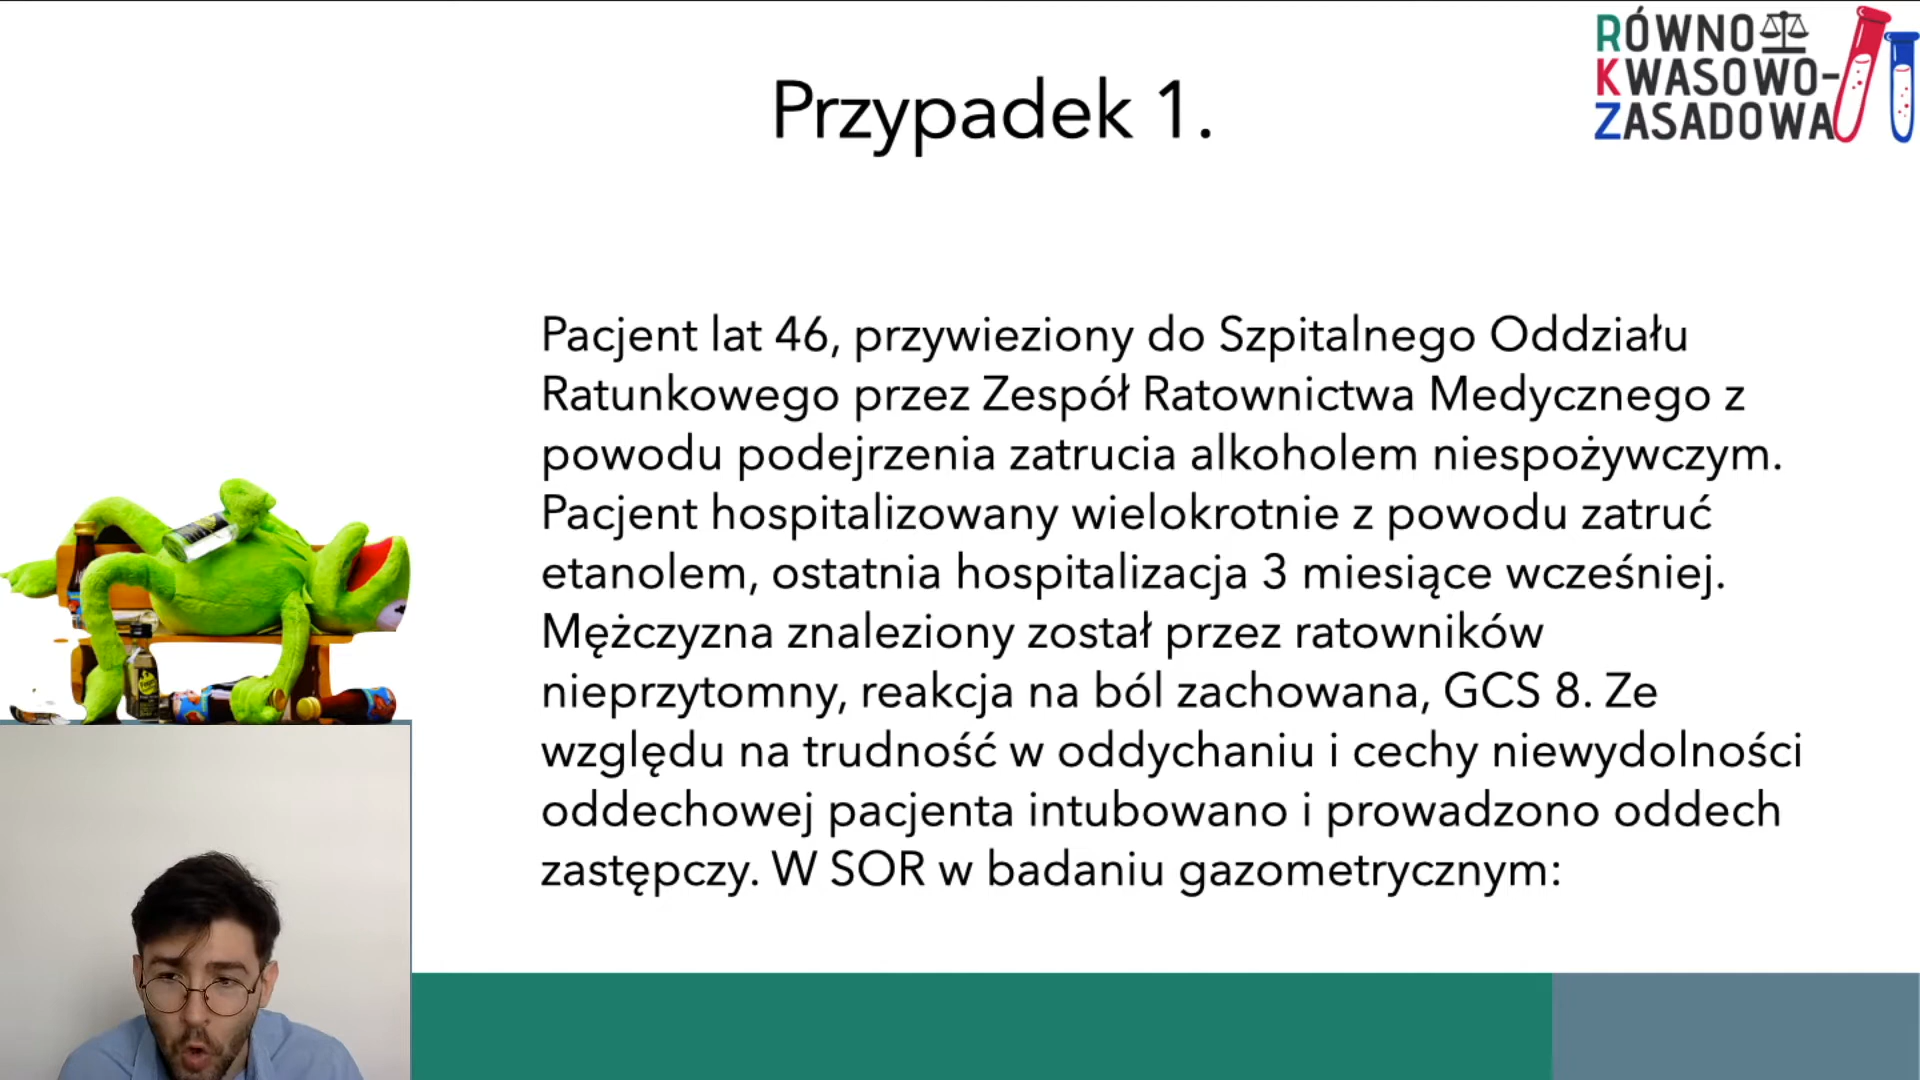 Przypadek 1.
RÓWNO
KWASOWO-
ZASADOWA
Pacjent lat 46, przywieziony do Szpitalnego Oddziału
Ratunkowego przez Zespół Ratownictwa Medycznego z
powodu podejrzenia zatrucia alkoholem niespożywczym.
Pacjent hospitalizowany wielokrotnie z powodu zatruć
etanolem, ostatnia hospitalizacja 3 miesiące wcześniej.
Mężczyzna znaleziony został przez ratowników
nieprzytomny, reakcja na ból zachowana, GCS 8. Ze
względu na trudność w oddychaniu i cechy niewydolności
oddechowej pacjenta intubowano i prowadzono oddech
zastępczy. W SOR w badaniu gazometrycznym: